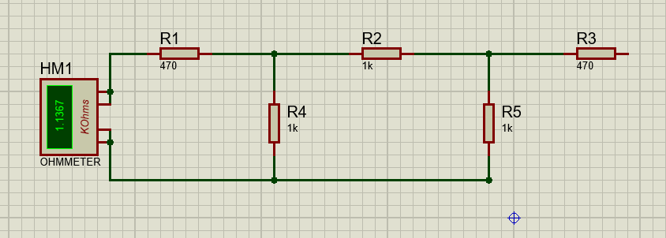 R1
470
R2
1k
R3
470
HM1
1.1367
KOhms
OHMMETER
R4
1k
R5
1k